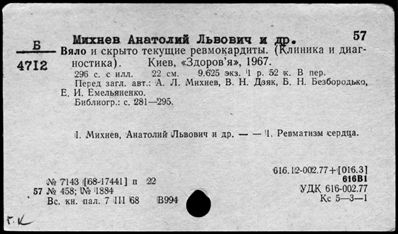 Михнев Анатолий Львович и др. 57
Б
4712
Вяло и скрыто текущие ревмокардиты. (Клиника и диаг-
ностика). Киев, «Здоров'я», 1967.
296 с. с илл. 22 см. 9.625 экз. 1 р. 52 к. В пер.
Перед загл. авт.: А. Л. Михнев, В. Н. Дзяк, Б. Н. Безбородько,
Е. И. Емельяненко.
Библиогр.: с. 281—295.
1. Михнев, Анатолий Львович и др. — — 1. Ревматизм сердца.
616.12-002.77+[016.3]
616В1
№ 7143 [68-17441] п 22
57 № 458; № 1884
УДК 616-002.77
Вс. кн. пал. 7 III 68 В994
Кс 5—3—1
г. к